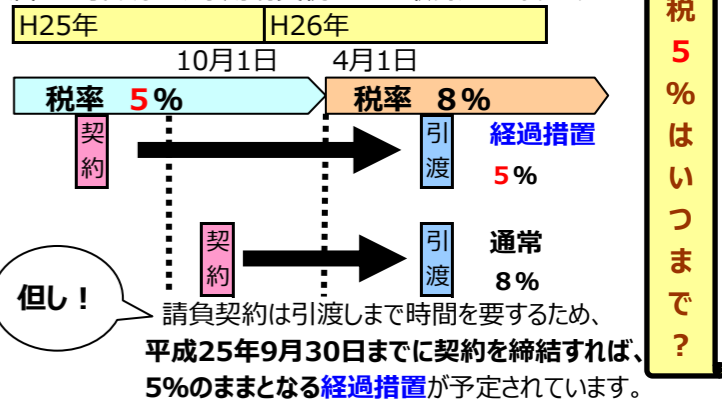 H25年 H26年
10月1日 4月1日
税率 5% 税率 8%
契約 引渡 経過措置
5%
契約 引渡 通常
8%
但し！
請負契約は引渡しまで時間を要するため、
平成25年9月30日までに契約を締結すれば、
5%のままとなる経過措置が予定されています。
税5%はいつまで？